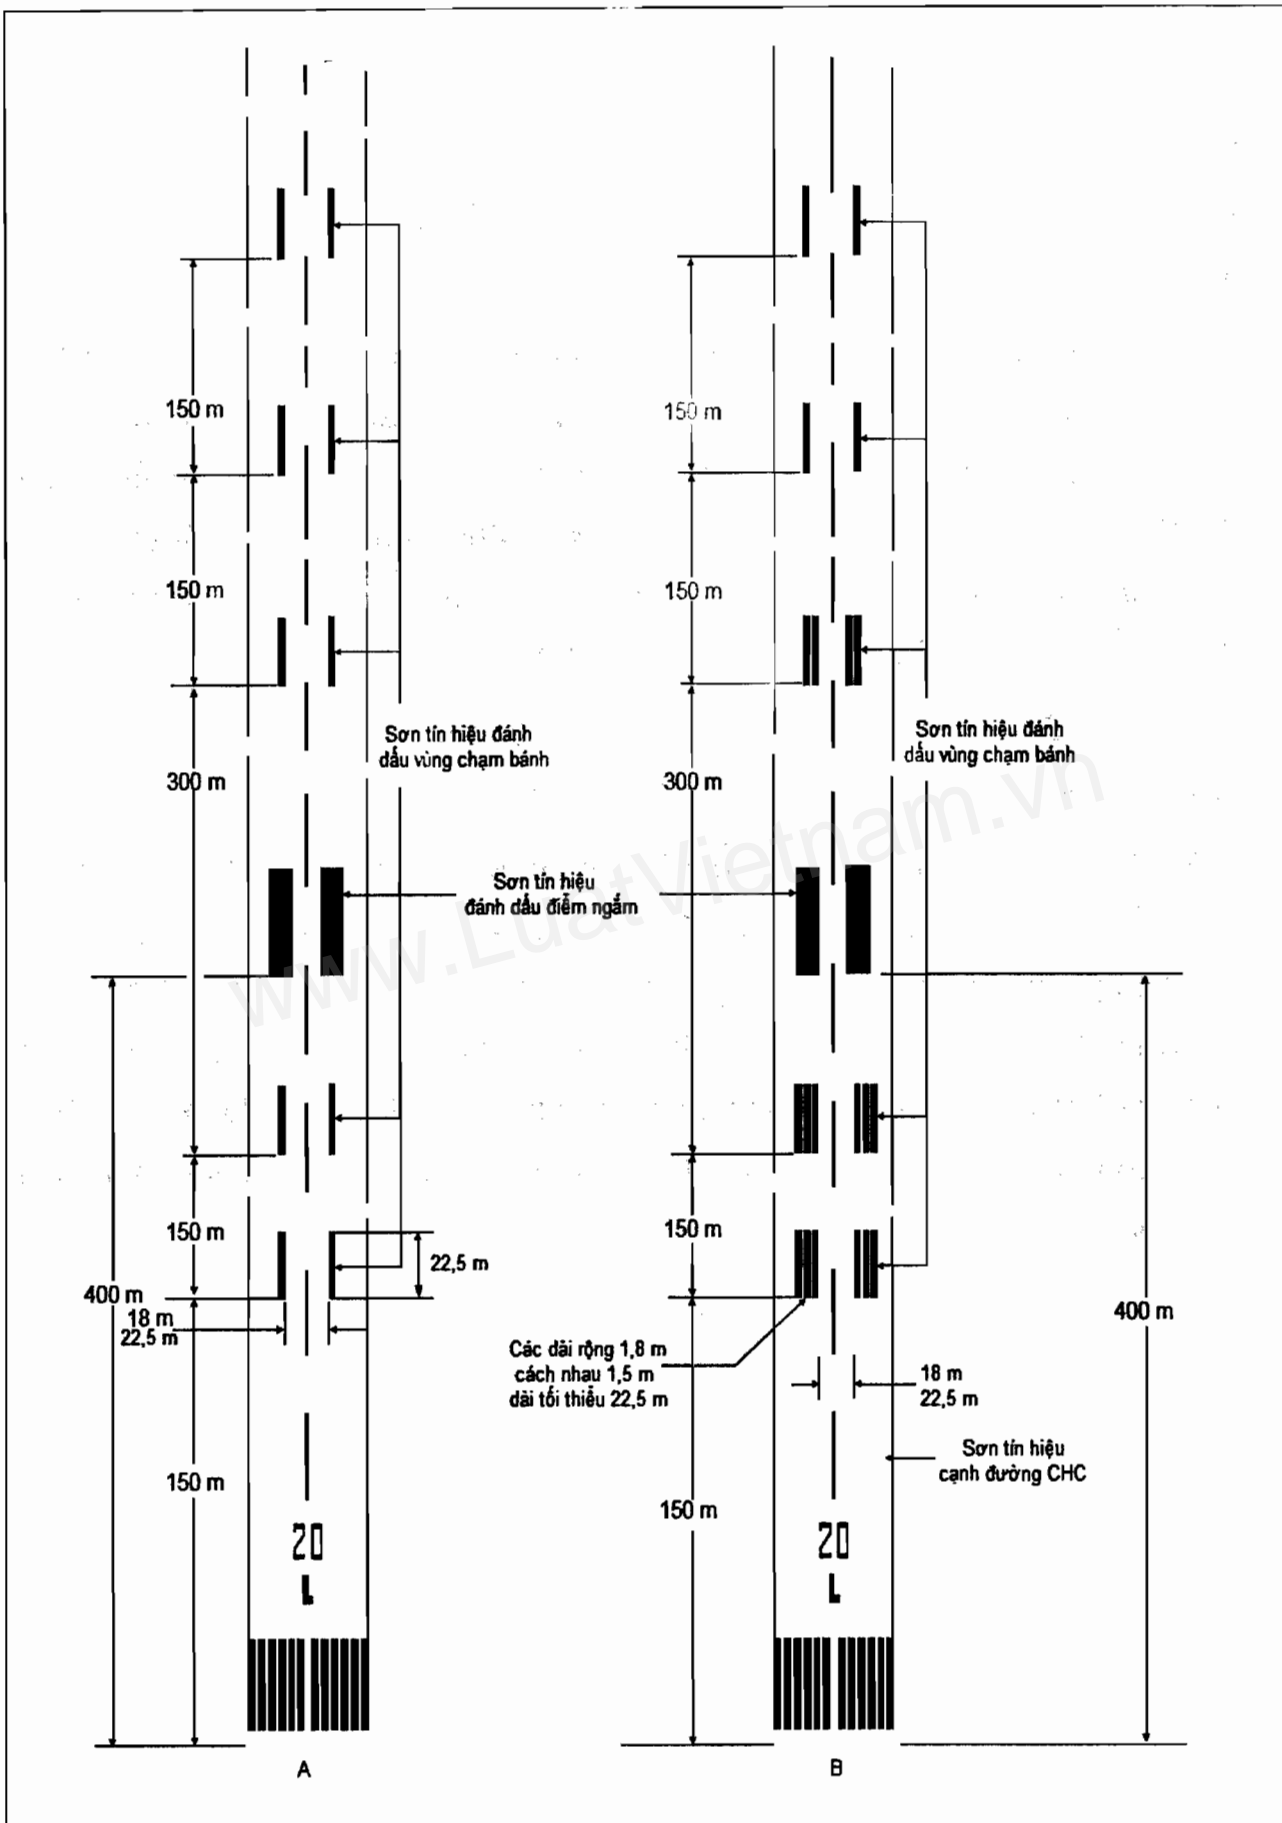 150 m
150 m
150 m
150 m
Sơn tín hiệu đánh
dấu vùng chạm bánh
Sơn tín hiệu đánh
dấu vùng chạm bánh
300 m
300 m
Sơn tín hiệu
đánh dấu điểm ngắm
www.LuatVietnam.vn
150 m
150 m
22,5 m
400 m
18 m
22,5 m
400 m
Các dải rộng 1,8 m
cách nhau 1,5 m
dài tối thiểu 22,5 m
18 m
22,5 m
Sơn tín hiệu
cạnh đường CHC
150 m
150 m
20
L
20
L
A
B